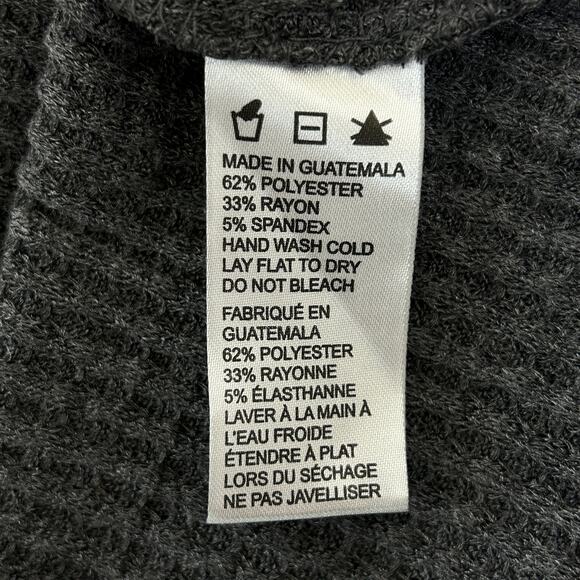 MADE IN GUATEMALA
62% POLYESTER
33% RAYON
5% SPANDEX
HAND WASH COLD
LAY FLAT TO DRY
DO NOT BLEACH
FABRIQUÉ EN
GUATEMALA
62% POLYESTER
33% RAYONNE
5% ÉLASTHANNE
LAVER À LA MAIN À
L'EAU FROIDE
ÉTENDRE À PLAT
LORS DU SÉCHAGE
NE PAS JAVELLISER